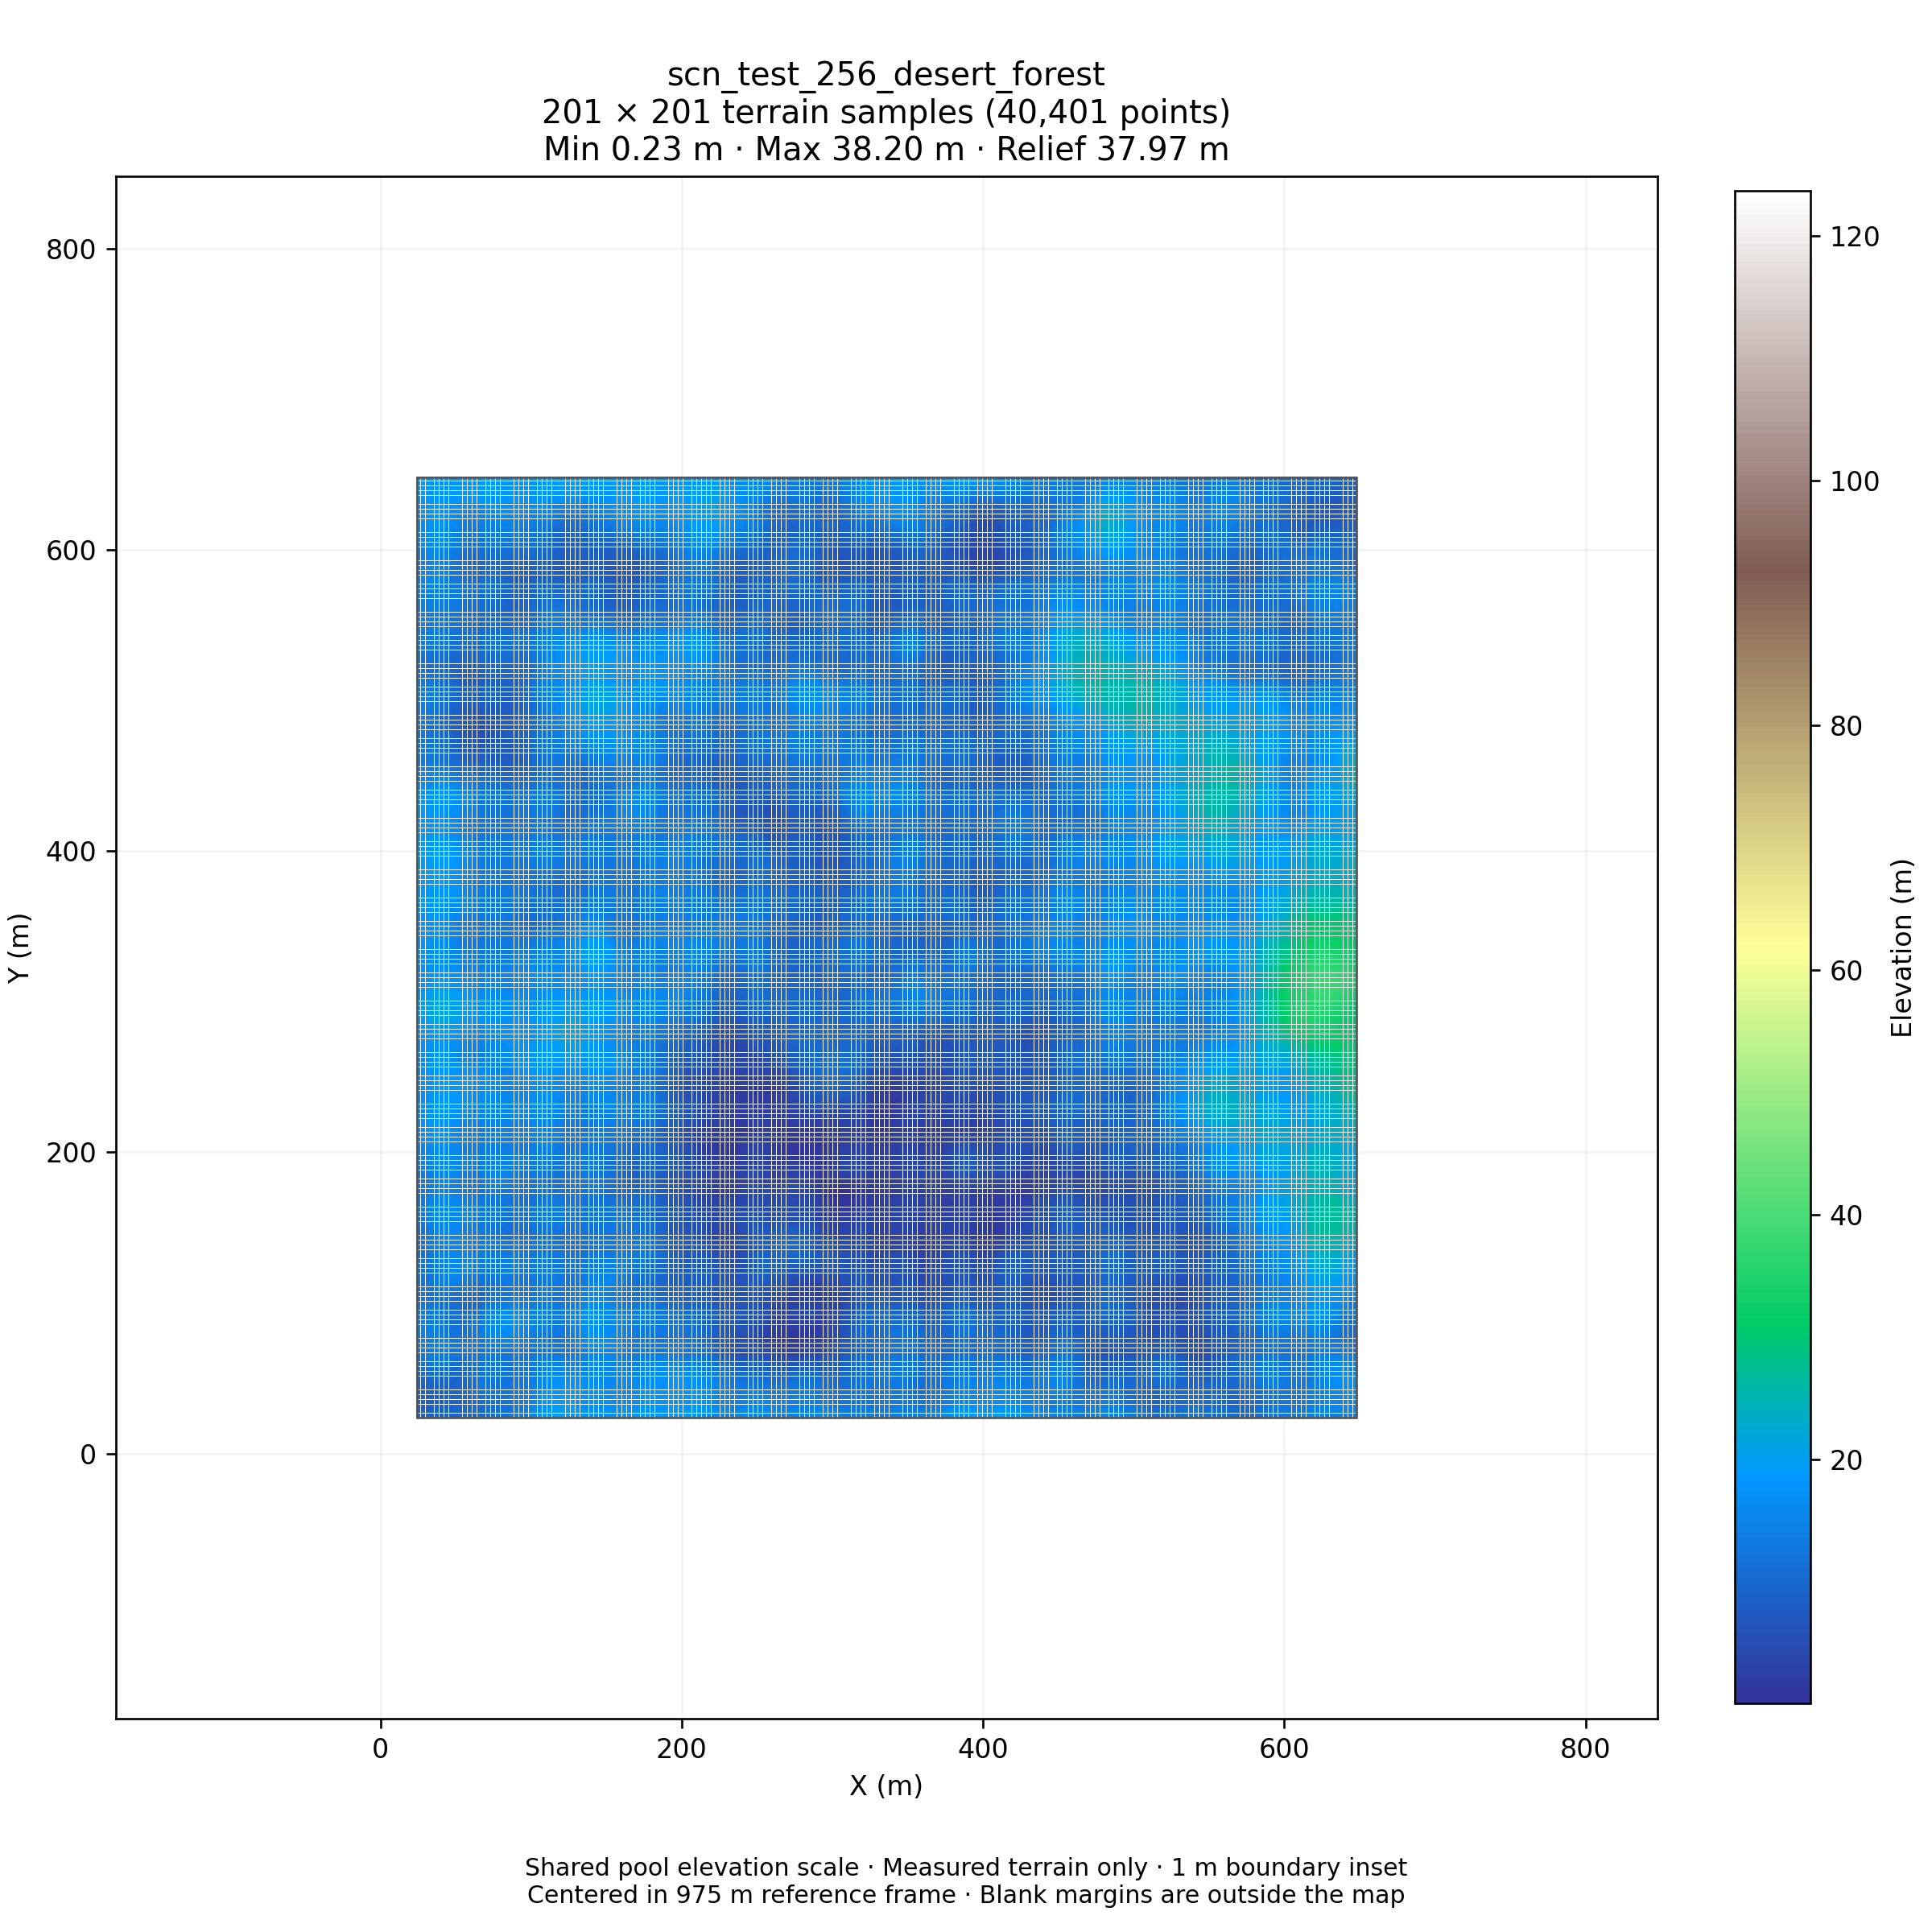 scn_test_256_desert_forest
201 × 201 terrain samples (40,401 points)
Min 0.23 m · Max 38.20 m · Relief 37.97 m
800
600
400
200
0
Y (m)
0
200
400
600
800
X (m)
120
100
80
60
40
20
Elevation (m)
Shared pool elevation scale · Measured terrain only · 1 m boundary inset
Centered in 975 m reference frame · Blank margins are outside the map